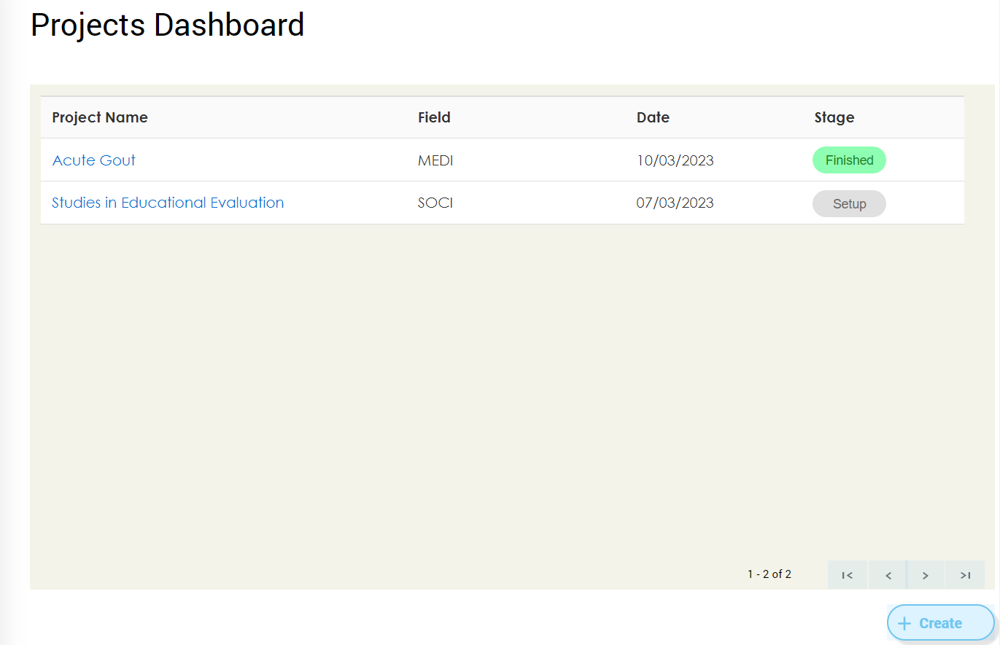 Projects Dashboard
Project Name Field Date Stage
Acute Gout MEDI 10/03/2023 Finished
Studies in Educational Evaluation SOCI 07/03/2023 Setup
1 - 2 of 2
+ Create